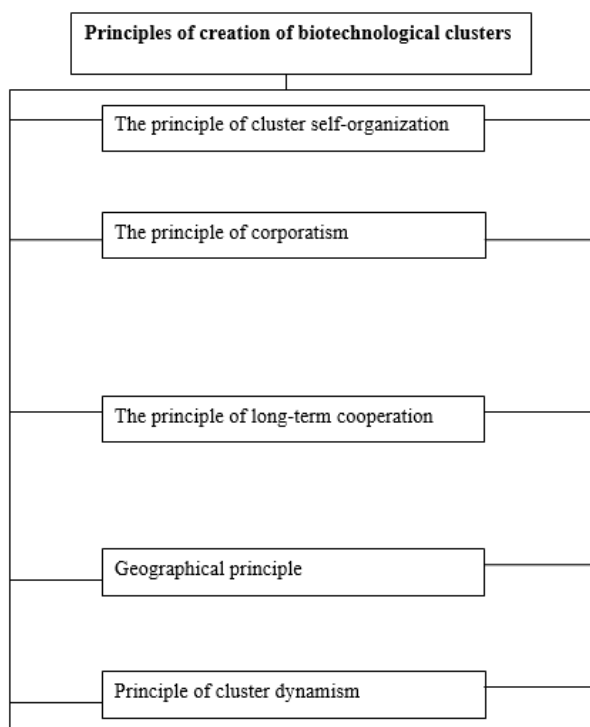 Principles of creation of biotechnological clusters
The principle of cluster self-organization
The principle of corporatism
The principle of long-term cooperation
Geographical principle
Principle of cluster dynamism